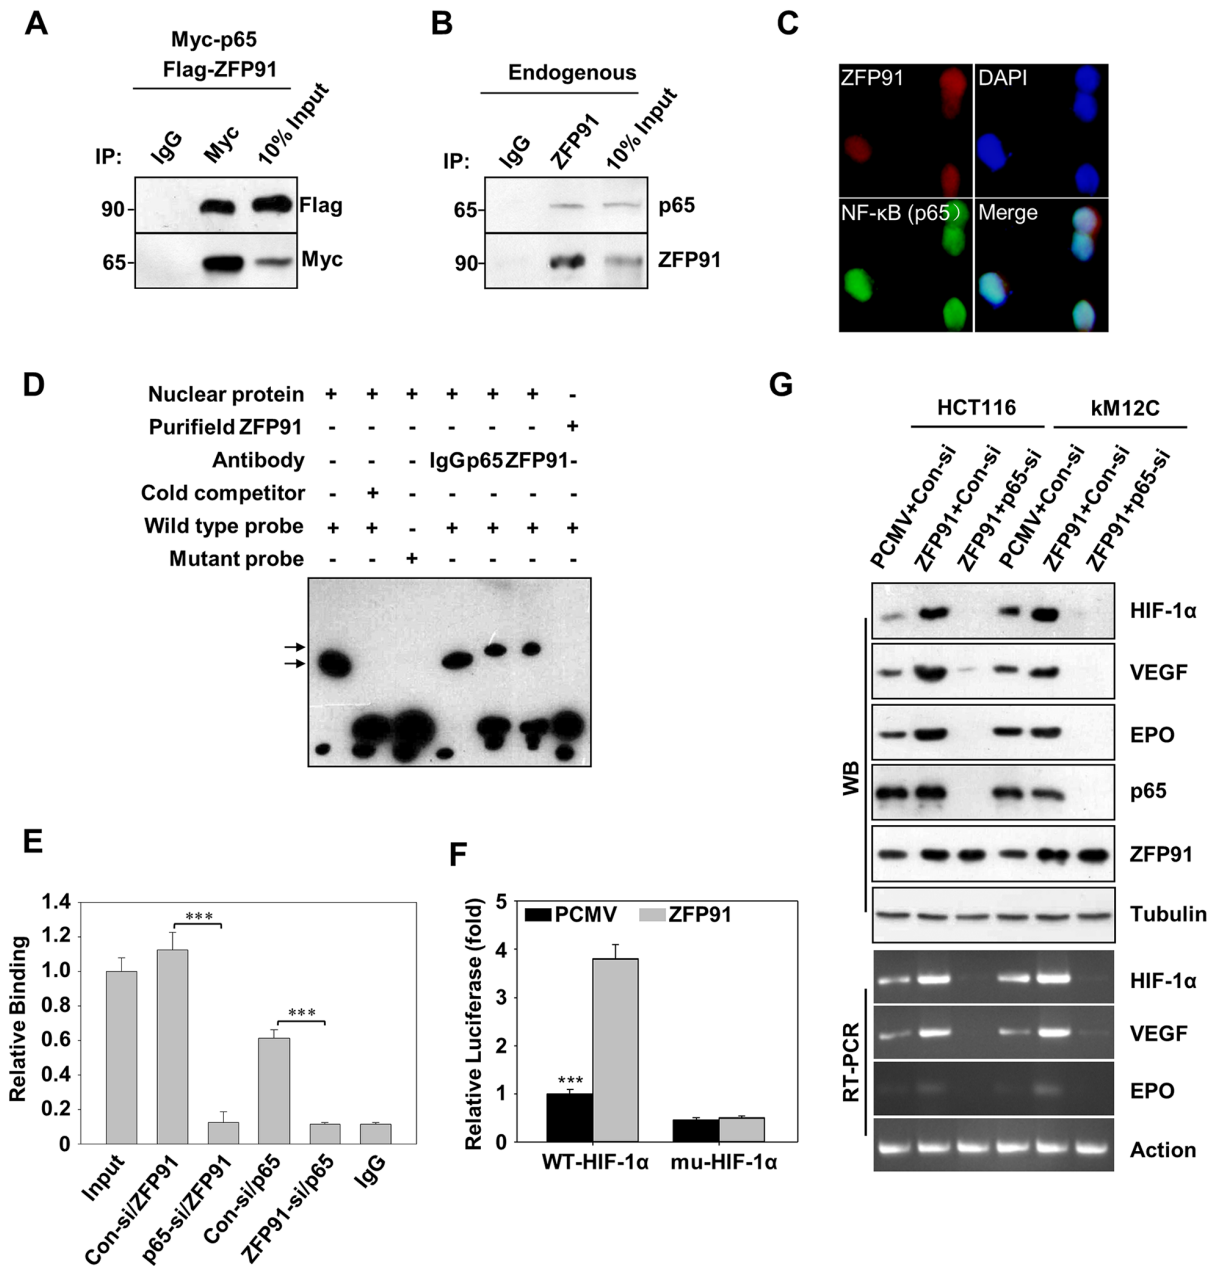 A
Myc-p65
Flag-ZFP91
IP: IgG Myc 10% Input
90 Flag
65 Myc
B
Endogenous
IP: IgG ZFP91 10% Input
65 p65
90 ZFP91
C
ZFP91 DAPI
NF-κB (p65) Merge
D
Nuclear protein + + + + + + -
Purifield ZFP91 - - - - - - +
Antibody - - - IgG p65 ZFP91 -
Cold competitor - + - - - - -
Wild type probe + + - + + + +
Mutant probe - - + - - - -
E
Relative Binding
1.4
1.2
1.0
0.8
0.6
0.4
0.2
0
***
***
Input Con-si/ZFP91 p65-si/ZFP91 Con-si/p65 ZFP91-si/p65 IgG
F
Relative Luciferase (fold)
5
4
3
2
1
0
PCMV ZFP91
***
WT-HIF-1α mu-HIF-1α
G
HCT116 kM12C
PCMV+Con-si ZFP91+Con-si ZFP91+p65-si PCMV+Con-si ZFP91+Con-si ZFP91+p65-si
WB
HIF-1α
VEGF
EPO
p65
ZFP91
Tubulin
RT-PCR
HIF-1α
VEGF
EPO
Action